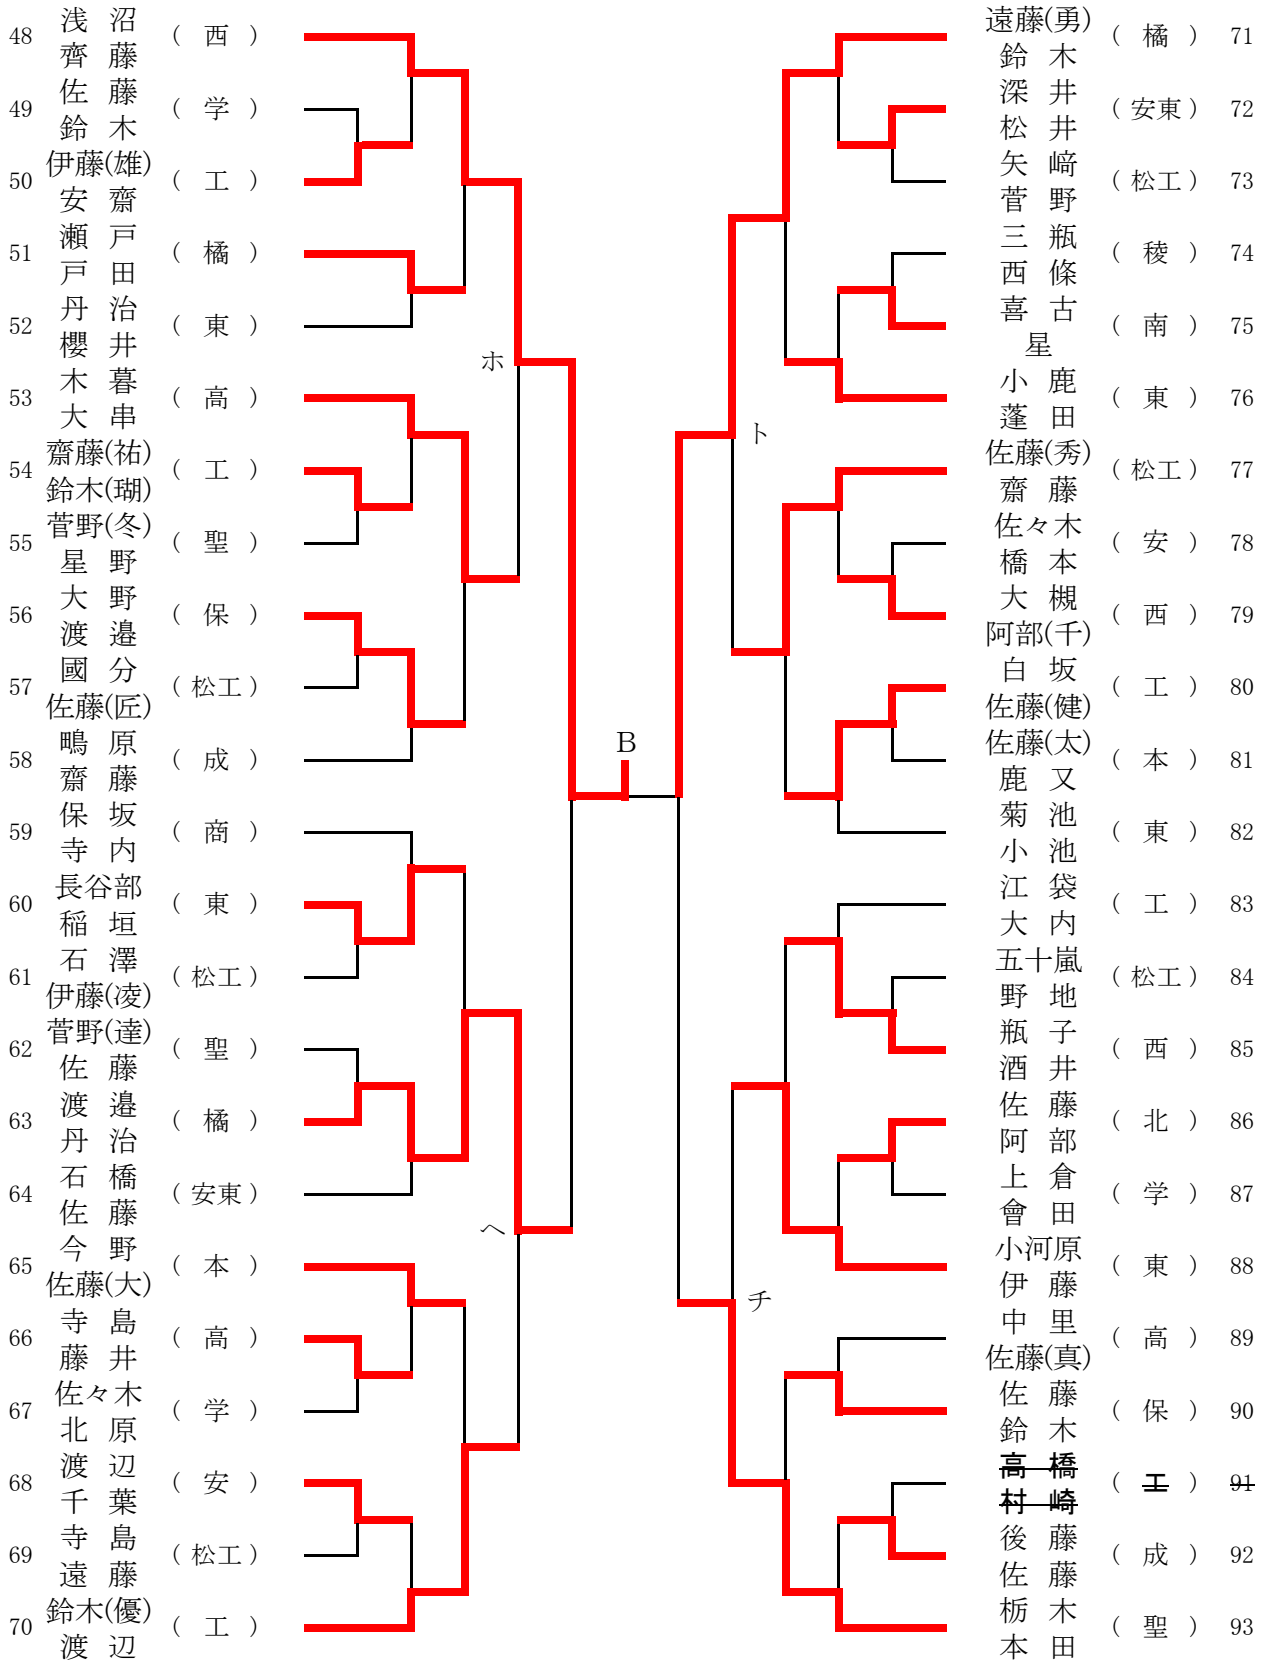 浅 沼
48 ( 西 )
齊 藤
佐 藤
49 ( 学 )
鈴 木
伊藤(雄)
50 ( 工 )
安 齋
瀬 戸
51 ( 橘 )
戸 田
丹 治
52 ( 東 )
櫻 井
ホ
木 暮
53 ( 高 )
大 串
齋藤(祐)
54 ( 工 )
鈴木(瑚)
菅野(冬)
55 ( 聖 )
星 野
大 野
56 ( 保 )
渡 邉
國 分
57 ( 松工 )
佐藤(匠)
鴫 原
58 ( 成 )
齋 藤
保 坂
59 ( 商 )
寺 内
長谷部
60 ( 東 )
稲 垣
石 澤
61 ( 松工 )
伊藤(凌)
菅野(達)
62 ( 聖 )
佐 藤
渡 邉
63 ( 橘 )
丹 治
石 橋
64 ( 安東 )
佐 藤
ヘ
今 野
65 ( 本 )
佐藤(大)
寺 島
66 ( 高 )
藤 井
佐々木
67 ( 学 )
北 原
渡 辺
68 ( 安 )
千 葉
寺 島
69 ( 松工 )
遠 藤
鈴木(優)
70 ( 工 )
渡 辺
B
遠藤(勇)
( 橘 ) 71
鈴 木
深 井
( 安東 ) 72
松 井
矢 﨑
( 松工 ) 73
菅 野
三 瓶
( 稜 ) 74
西 條
喜 古
( 南 ) 75
星
小 鹿
( 東 ) 76
蓬 田
ト
佐藤(秀)
( 松工 ) 77
齋 藤
佐々木
( 安 ) 78
橋 本
大 槻
( 西 ) 79
阿部(千)
白 坂
( 工 ) 80
佐藤(健)
佐藤(太)
( 本 ) 81
鹿 又
菊 池
( 東 ) 82
小 池
江 袋
( 工 ) 83
大 内
五十嵐
( 松工 ) 84
野 地
瓶 子
( 西 ) 85
酒 井
佐 藤
( 北 ) 86
阿 部
上 倉
( 学 ) 87
會 田
小河原
( 東 ) 88
伊 藤
チ
中 里
( 高 ) 89
佐藤(真)
佐 藤
( 保 ) 90
鈴 木
高 橋
( 工 ) 91
村 崎
後 藤
( 成 ) 92
佐 藤
栃 木
( 聖 ) 93
本 田